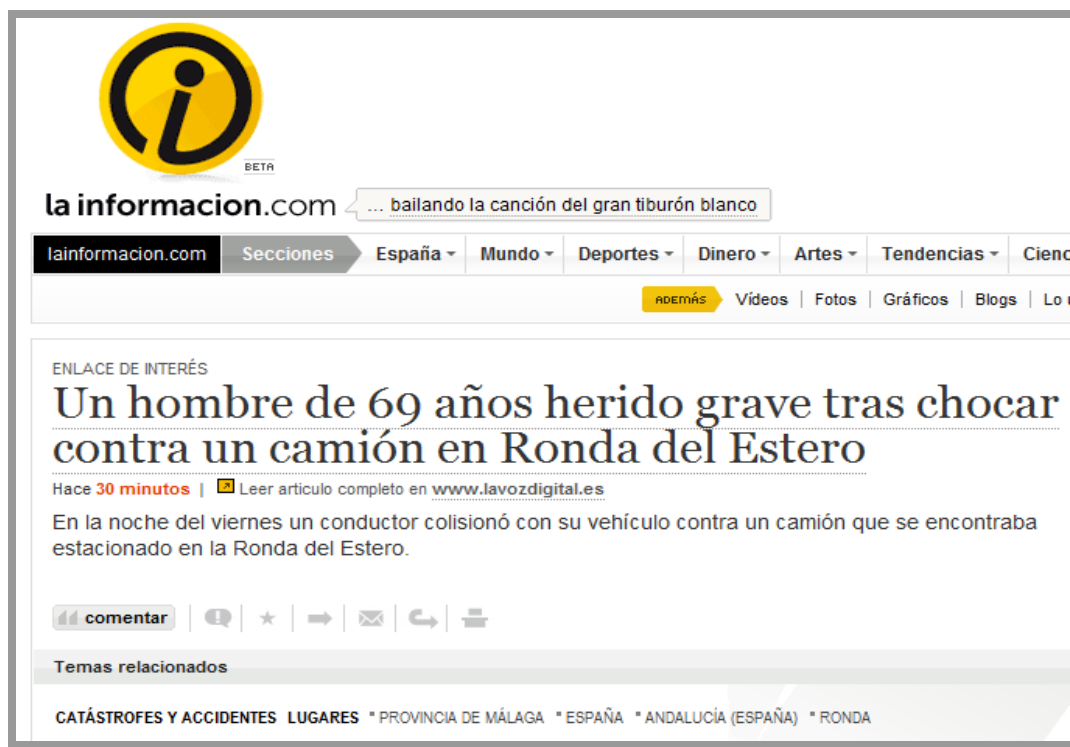 BETA
la informacion.com
... bailando la canción del gran tiburón blanco
lainformacion.com Secciones España Mundo Deportes Dinero Artes Tendencias Cienc
ADEMÁS Vídeos | Fotos | Gráficos | Blogs | Lo
ENLACE DE INTERÉS
Un hombre de 69 años herido grave tras chocar
contra un camión en Ronda del Estero
Hace 30 minutos | Leer articulo completo en www.lavozdigital.es
En la noche del viernes un conductor colisionó con su vehículo contra un camión que se encontraba
estacionado en la Ronda del Estero.
comentar
Temas relacionados
CATÁSTROFES Y ACCIDENTES LUGARES * PROVINCIA DE MÁLAGA * ESPAÑA * ANDALUCÍA (ESPAÑA) * RONDA